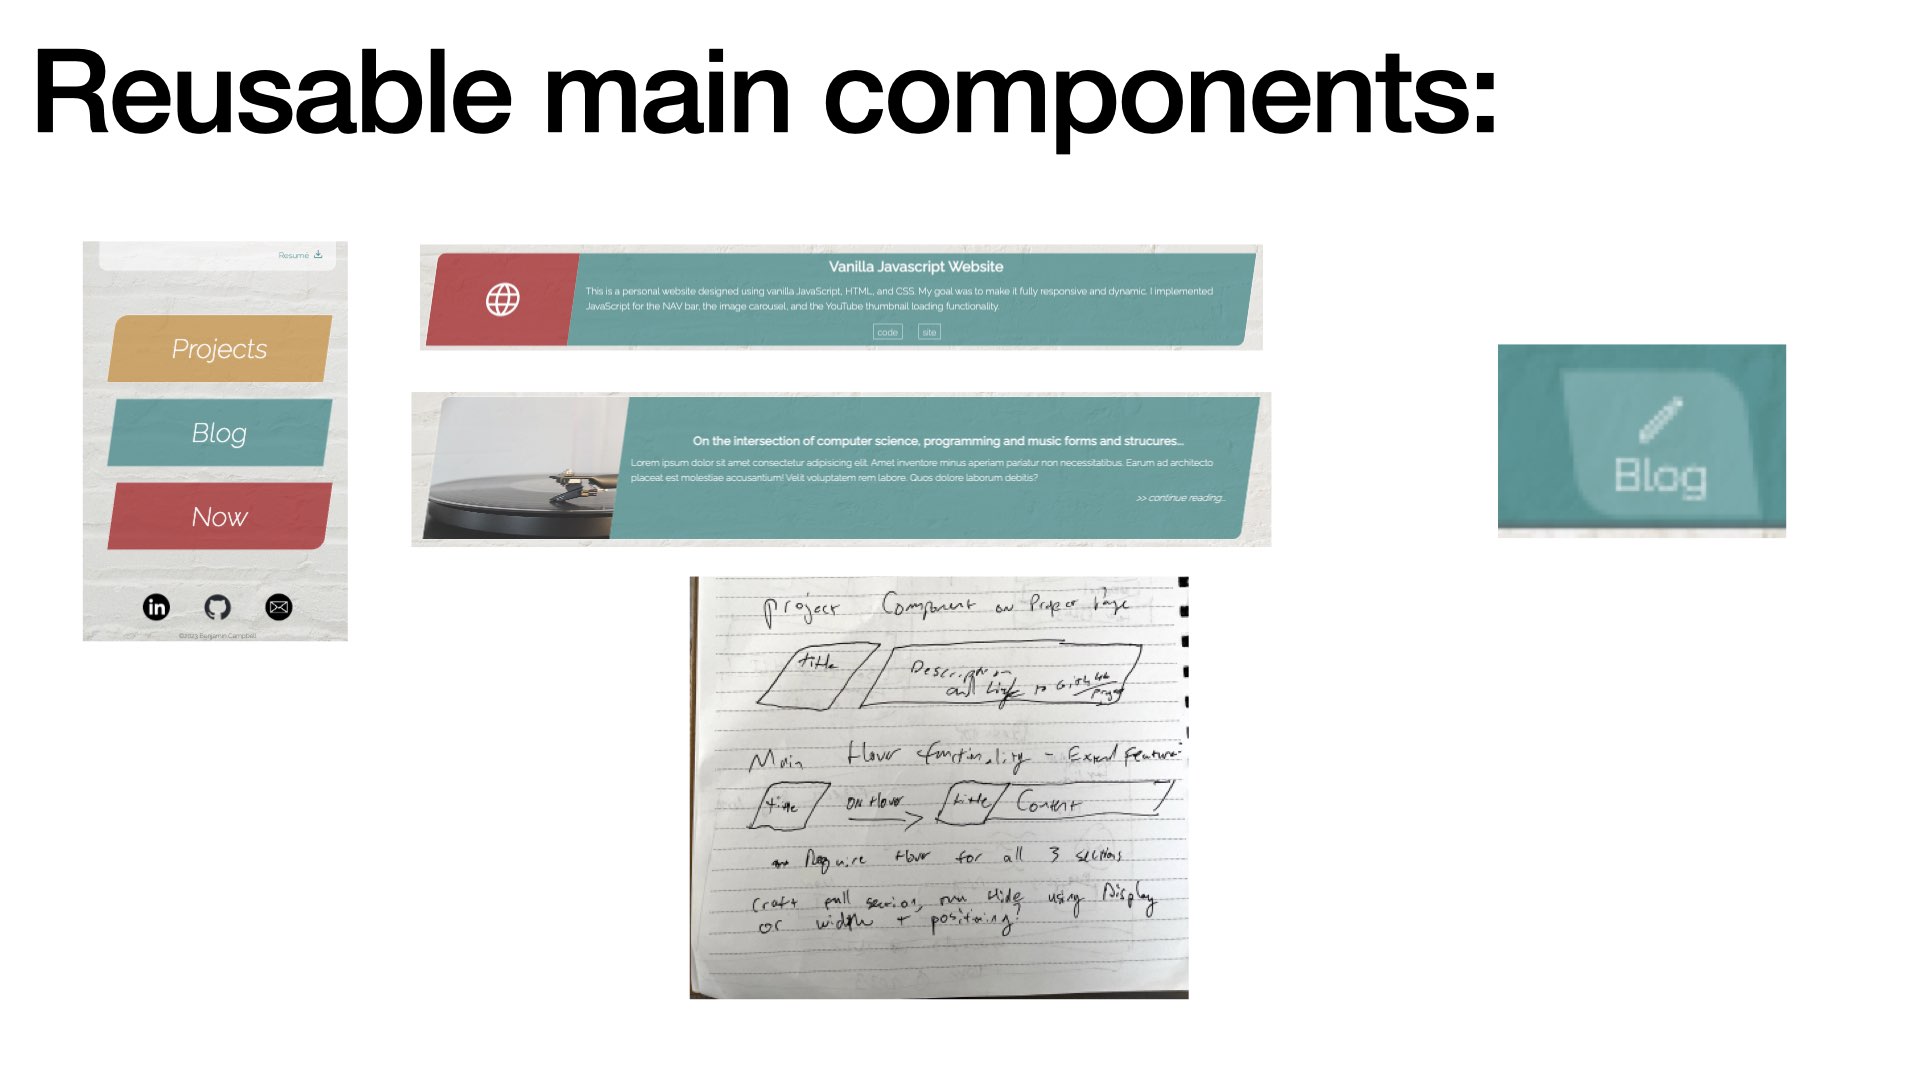 Reusable main components:
Resume
Projects
Blog
Now
©2023 Benjamin Campbell
Vanilla Javascript Website
This is a personal website designed using vanilla JavaScript, HTML, and CSS. My goal was to make it fully responsive and dynamic. I implemented
JavaScript for the NAV bar, the image carousel, and the YouTube thumbnail loading functionality.
code site
On the intersection of computer science, programming and music forms and strucures...
Lorem ipsum dolor sit amet consectetur adipisicing elit. Amet inventore minus aperiam pariatur non necessitatibus. Earum ad architecto
placeat est molestiae accusantium! Velit voluptatem rem labore. Quos dolore laborum debitis?
>> continue reading...
Blog
Project Component on Project Page
title
Description
and Link to GitHub/
Main Hover functionality - Extend feature
title on Hover title Content
Require Hover for all 3 sections
Craft full section, hide using Display
or width + positioning?